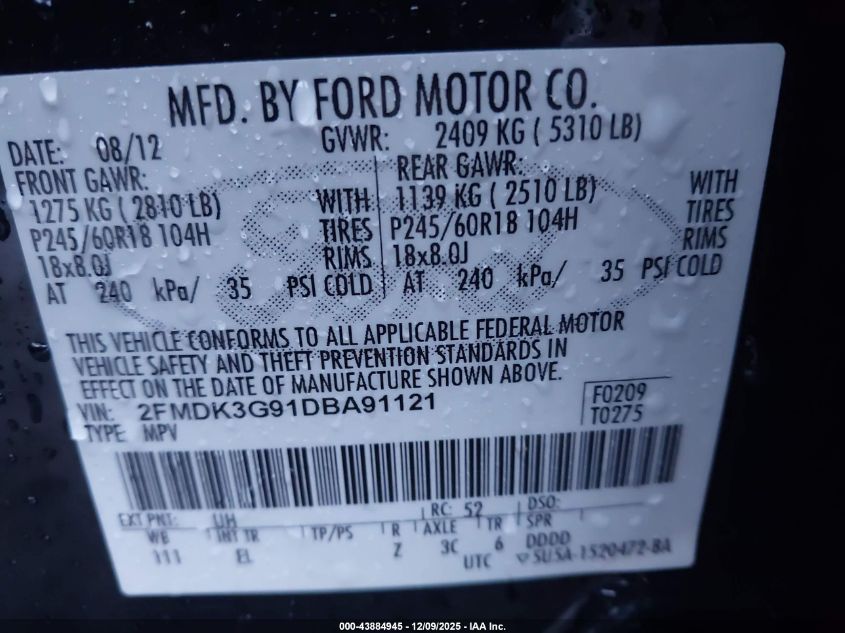 MFD. BY FORD MOTOR CO.
DATE: 08/12 GVWR: 2409 KG ( 5310 LB)
FRONT GAWR: REAR GAWR:
1275 KG ( 2810 LB) WITH 1139 KG ( 2510 LB) WITH
P245/60R18 104H TIRES P245/60R18 104H TIRES
18x8.0J RIMS 18x8.0J RIMS
AT 240 kPa/ 35 PSI COLD AT 240 kPa/ 35 PSI COLD
THIS VEHICLE CONFORMS TO ALL APPLICABLE FEDERAL MOTOR
VEHICLE SAFETY AND THEFT PREVENTION STANDARDS IN
EFFECT ON THE DATE OF MANUFACTURE SHOWN ABOVE.
VIN: 2FMDK3G91DBA91121 F0209
TYPE: MPV T0275
EXT PNT: UH RC: 52 DSO:
WB INT TR TP/PS R AXLE TR SPR
111 EL Z 3C 6 DDDD
UTC SU5A-1520472-BA
000-43884945 - 12/09/2025 - IAA Inc.